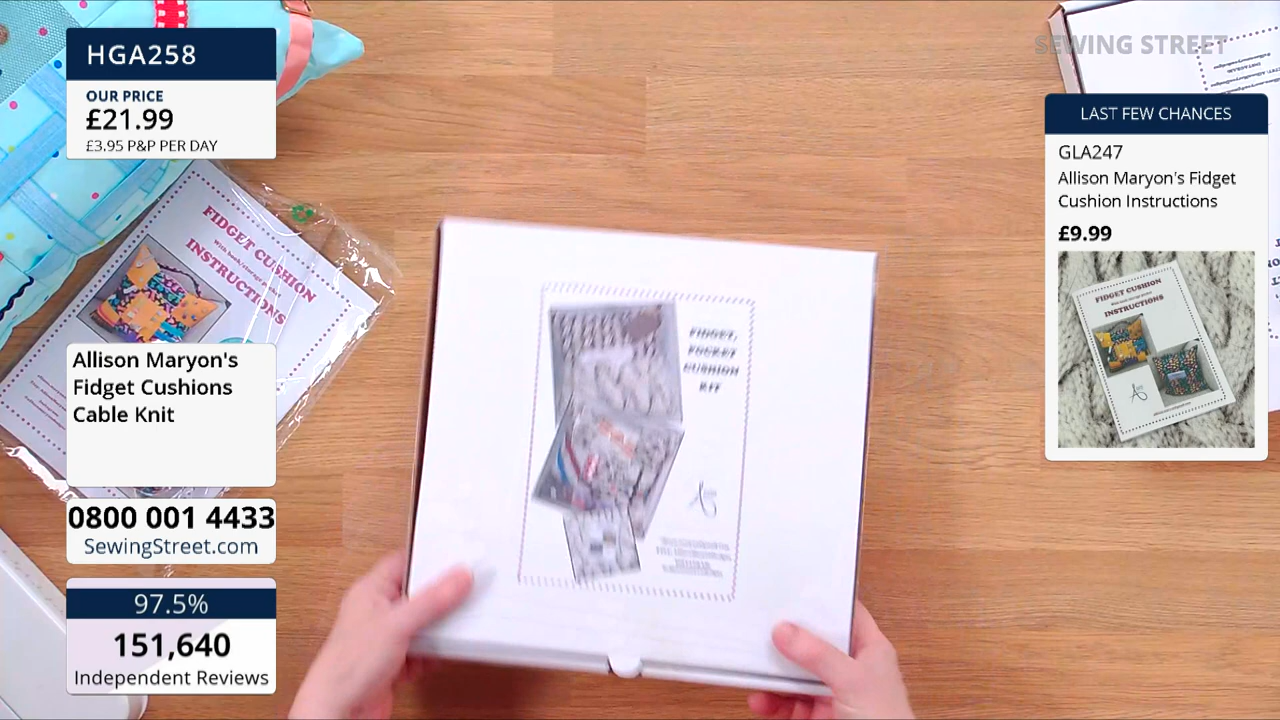 HGA258
OUR PRICE
£21.99
£3.95 P&P PER DAY
FIDGET CUSHION
INSTRUCTIONS
Allison Maryon's
Fidget Cushions
Cable Knit
0800 001 4433
SewingStreet.com
97.5%
151,640
Independent Reviews
FIDGET,
POCKET
CUSHION
KIT
SEWING STREET
LAST FEW CHANCES
GLA247
Allison Maryon's Fidget
Cushion Instructions
£9.99
FIDGET CUSHION
INSTRUCTIONS